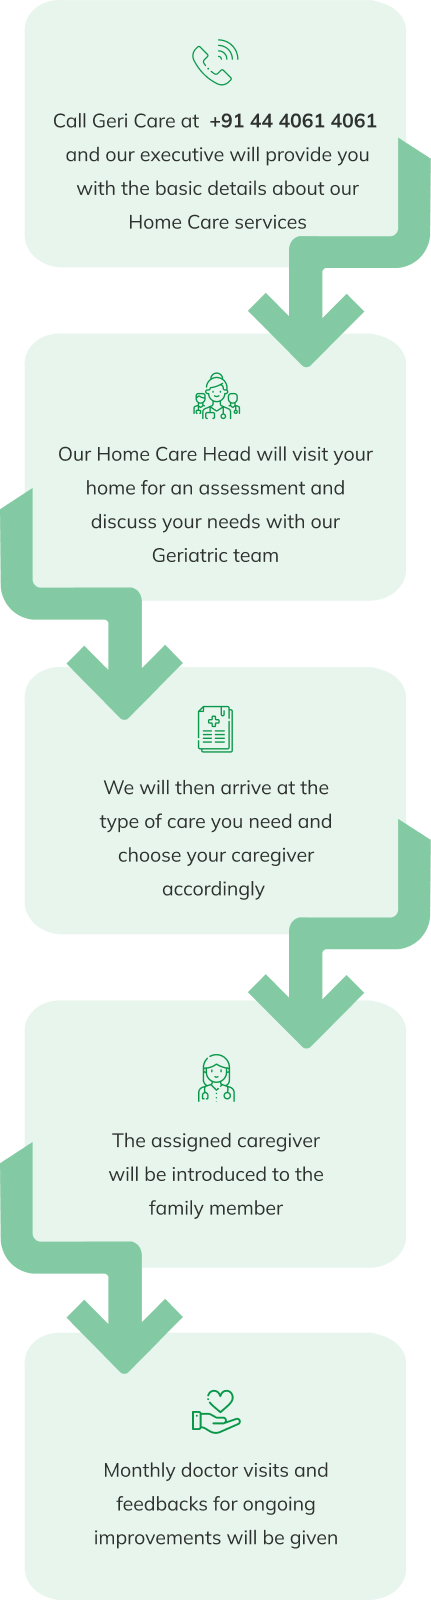 Call Geri Care at +91 44 4061 4061
and our executive will provide you
with the basic details about our
Home Care services
Our Home Care Head will visit your
home for an assessment and
discuss your needs with our
Geriatric team
We will then arrive at the
type of care you need and
choose your caregiver
accordingly
The assigned caregiver
will be introduced to the
family member
Monthly doctor visits and
feedbacks for ongoing
improvements will be given